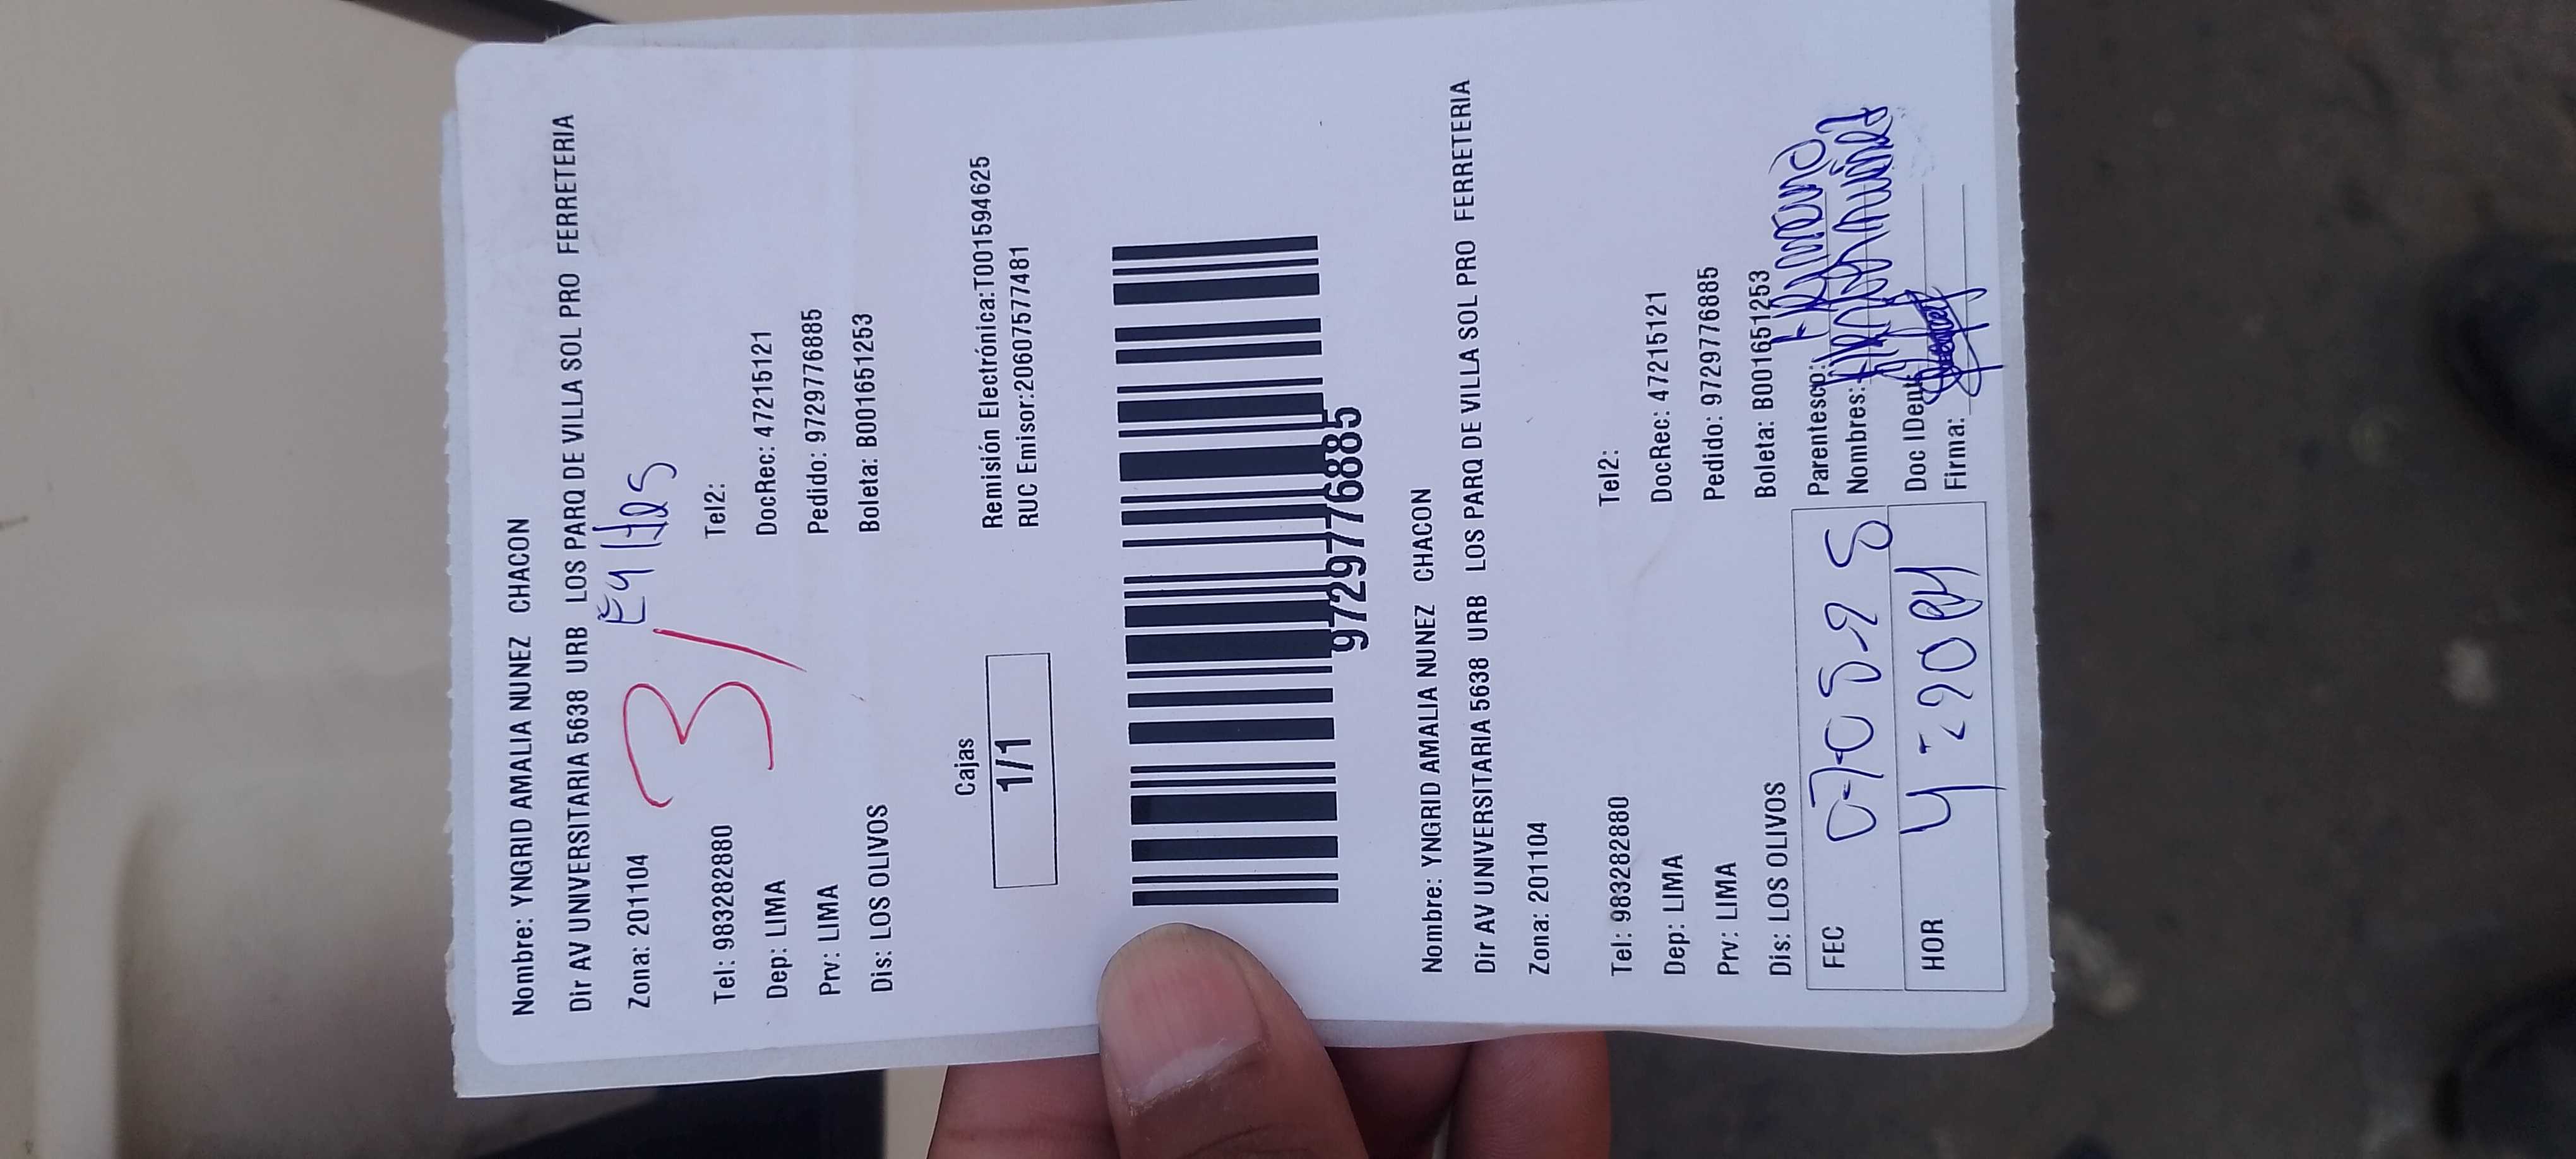 Nombre: YNGRID AMALIA NUNEZ CHACON
Dir AV UNIVERSITARIA 5638 URB LOS PARQ DE VILLA SOL PRO FERRETERIA
Zona: 201104
3/
Tel: 983282880 Tel2:
Dep: LIMA DocRec: 47215121
Prv: LIMA Pedido: 9729776885
Dis: LOS OLIVOS Boleta: B001651253
Cajas
1/1
Remisión Electrónica:T001594625
RUC Emisor:20607577481
9729776885
Nombre: YNGRID AMALIA NUNEZ CHACON
Dir AV UNIVERSITARIA 5638 URB LOS PARQ DE VILLA SOL PRO FERRETERIA
Zona: 201104
Tel: 983282880 Tel2:
Dep: LIMA DocRec: 47215121
Prv: LIMA Pedido: 9729776885
Dis: LOS OLIVOS Boleta: B001651253
FEC Parentesco:
Nombres:
HOR Doc IDent
Firma: